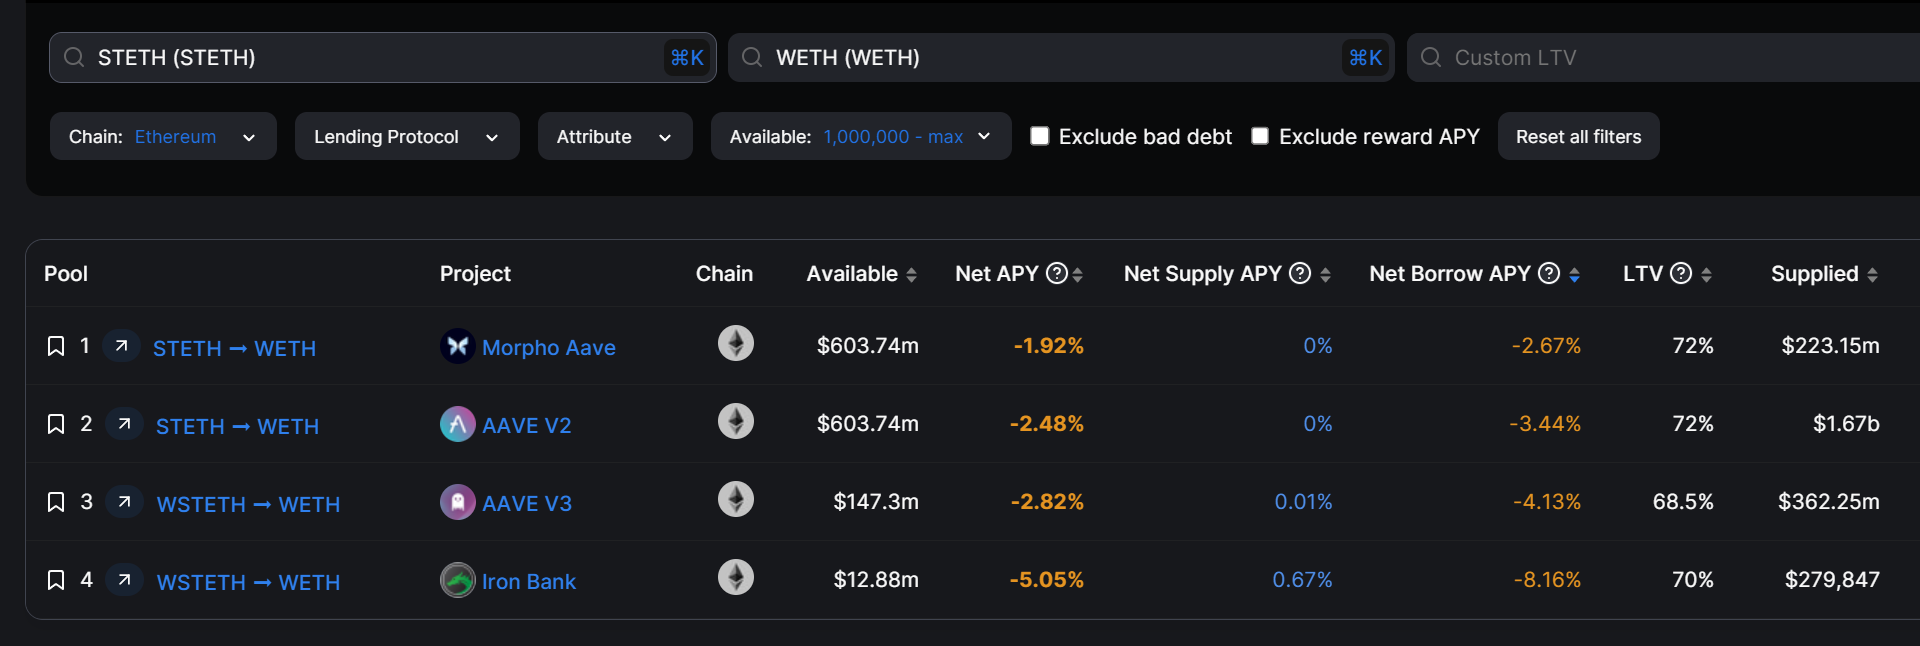 STETH (STETH) ⌘K WETH (WETH) ⌘K Custom LTV
Chain: Ethereum Lending Protocol Attribute Available: 1,000,000 - max Exclude bad debt Exclude reward APY Reset all filters
Pool Project Chain Available Net APY ? Net Supply APY ? Net Borrow APY ? LTV ? Supplied
1 STETH → WETH Morpho Aave $603.74m -1.92% 0% -2.67% 72% $223.15m
2 STETH → WETH AAVE V2 $603.74m -2.48% 0% -3.44% 72% $1.67b
3 WSTETH → WETH AAVE V3 $147.3m -2.82% 0.01% -4.13% 68.5% $362.25m
4 WSTETH → WETH Iron Bank $12.88m -5.05% 0.67% -8.16% 70% $279,847